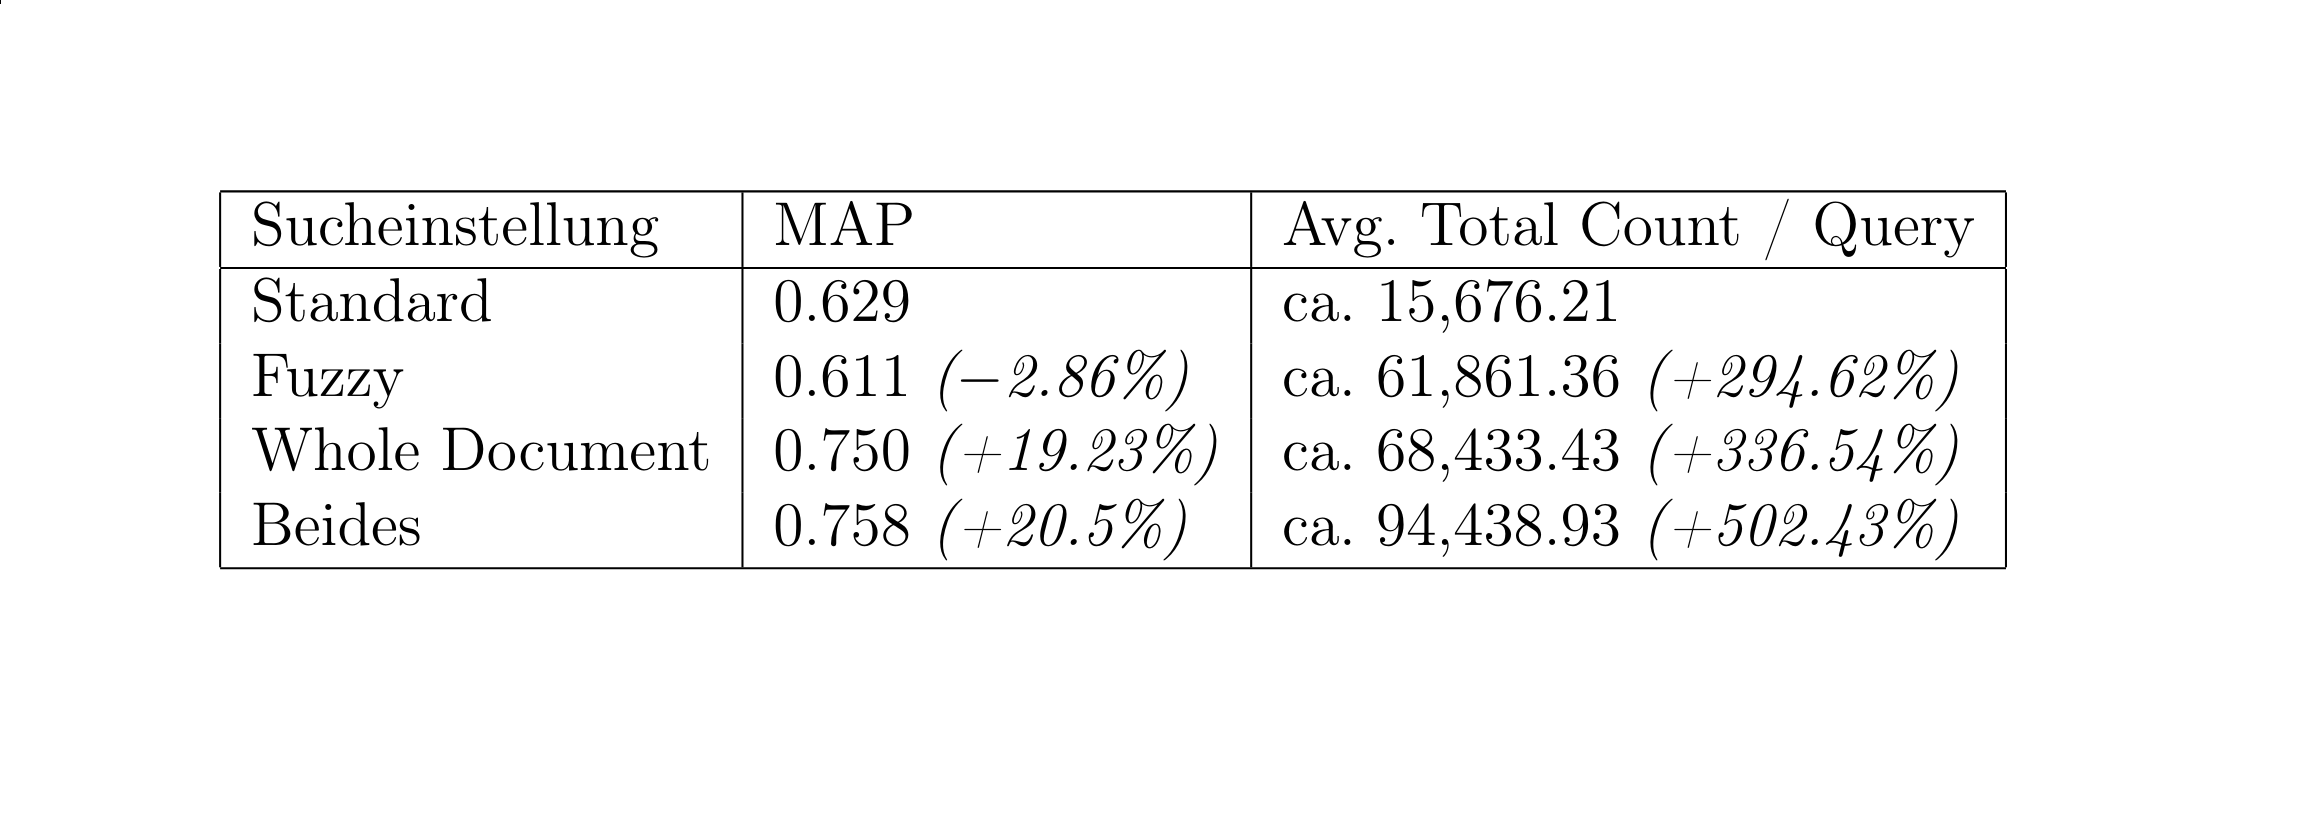 Sucheinstellung MAP Avg. Total Count / Query
Standard 0.629 ca. 15,676.21
Fuzzy 0.611 (−2.86%) ca. 61,861.36 (+294.62%)
Whole Document 0.750 (+19.23%) ca. 68,433.43 (+336.54%)
Beides 0.758 (+20.5%) ca. 94,438.93 (+502.43%)